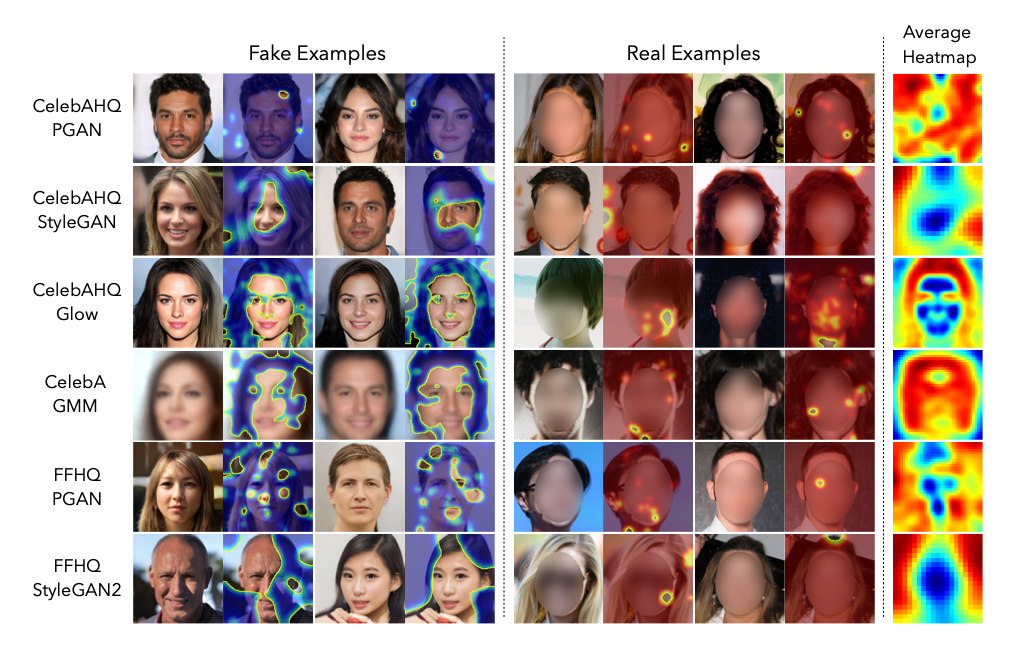 Fake Examples
Real Examples
Average
Heatmap
CelebAHQ
PGAN
CelebAHQ
StyleGAN
CelebAHQ
Glow
CelebA
GMM
FFHQ
PGAN
FFHQ
StyleGAN2